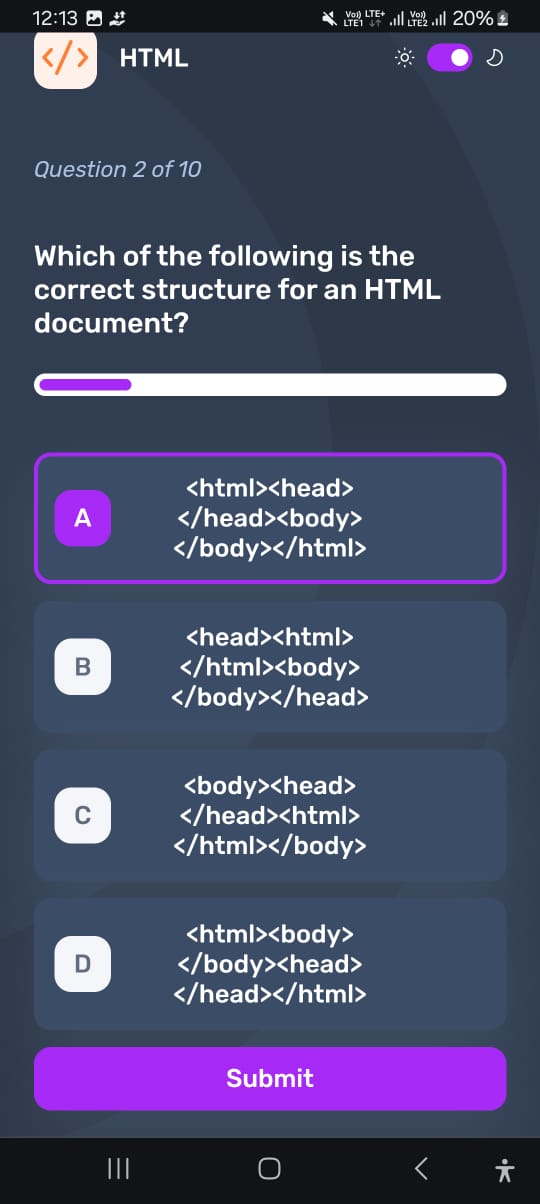 12:13 Vo) LTE+ LTE1 Vo) LTE2 20%
</> HTML
Question 2 of 10
Which of the following is the
correct structure for an HTML
document?
A
<html><head>
</head><body>
</body></html>
B
<head><html>
</html><body>
</body></head>
C
<body><head>
</head><html>
</html></body>
D
<html><body>
</body><head>
</head></html>
Submit